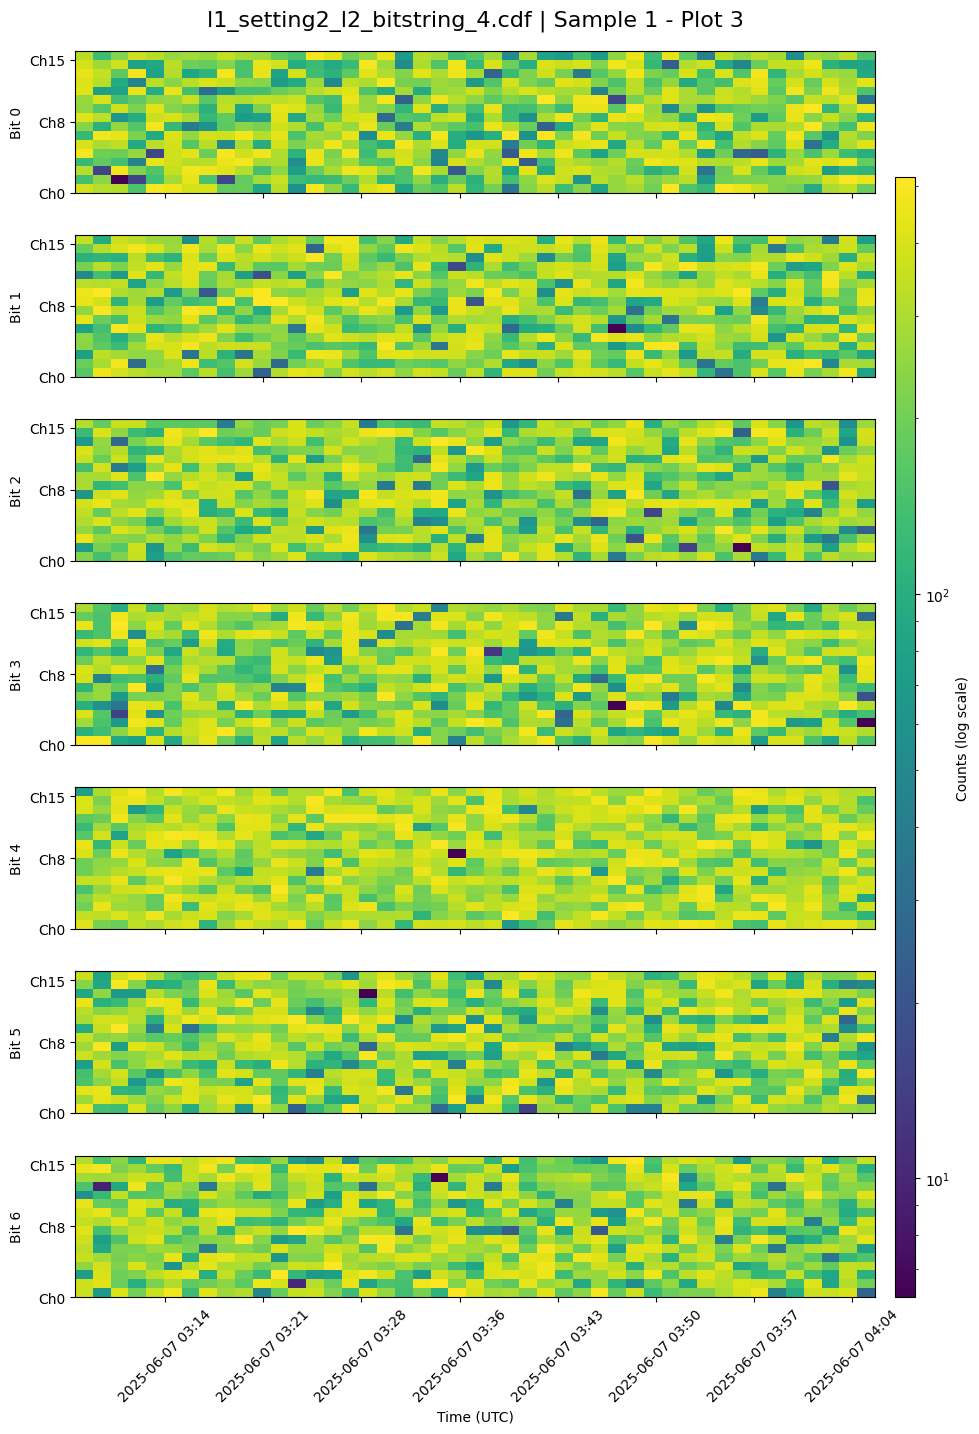 l1_setting2_l2_bitstring_4.cdf | Sample 1 - Plot 3
Ch15
Ch8
Ch0
Bit 0
Ch15
Ch8
Ch0
Bit 1
Ch15
Ch8
Ch0
Bit 2
Ch15
Ch8
Ch0
Bit 3
Ch15
Ch8
Ch0
Bit 4
Ch15
Ch8
Ch0
Bit 5
Ch15
Ch8
Ch0
Bit 6
2025-06-07 03:14
2025-06-07 03:21
2025-06-07 03:28
2025-06-07 03:36
2025-06-07 03:43
2025-06-07 03:50
2025-06-07 03:57
2025-06-07 04:04
Time (UTC)
10²
10¹
Counts (log scale)